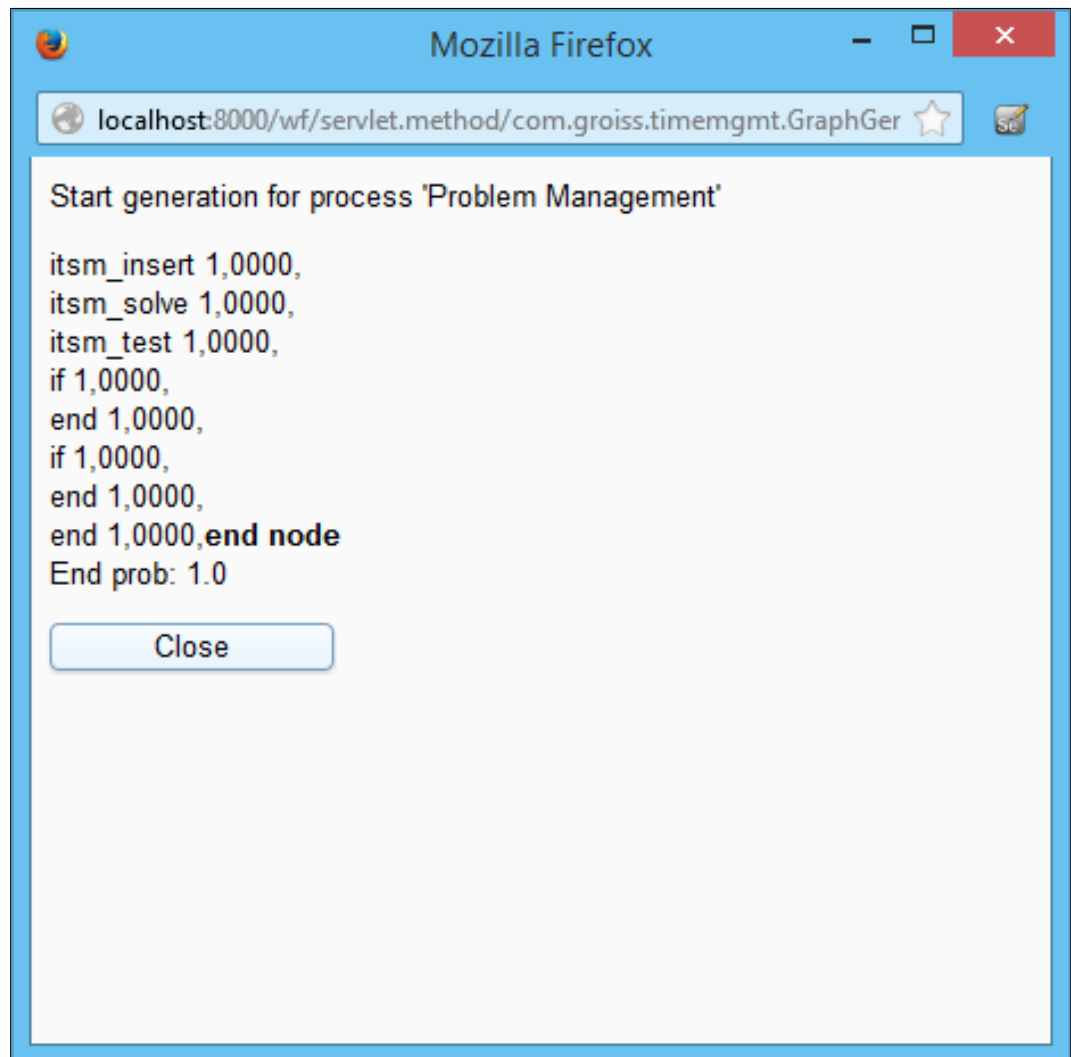 Mozilla Firefox
localhost:8000/wf/servlet.method/com.groiss.timemgmt.GraphGer
Start generation for process 'Problem Management'
itsm_insert 1,0000,
itsm_solve 1,0000,
itsm_test 1,0000,
if 1,0000,
end 1,0000,
if 1,0000,
end 1,0000,
end 1,0000,end node
End prob: 1.0
Close